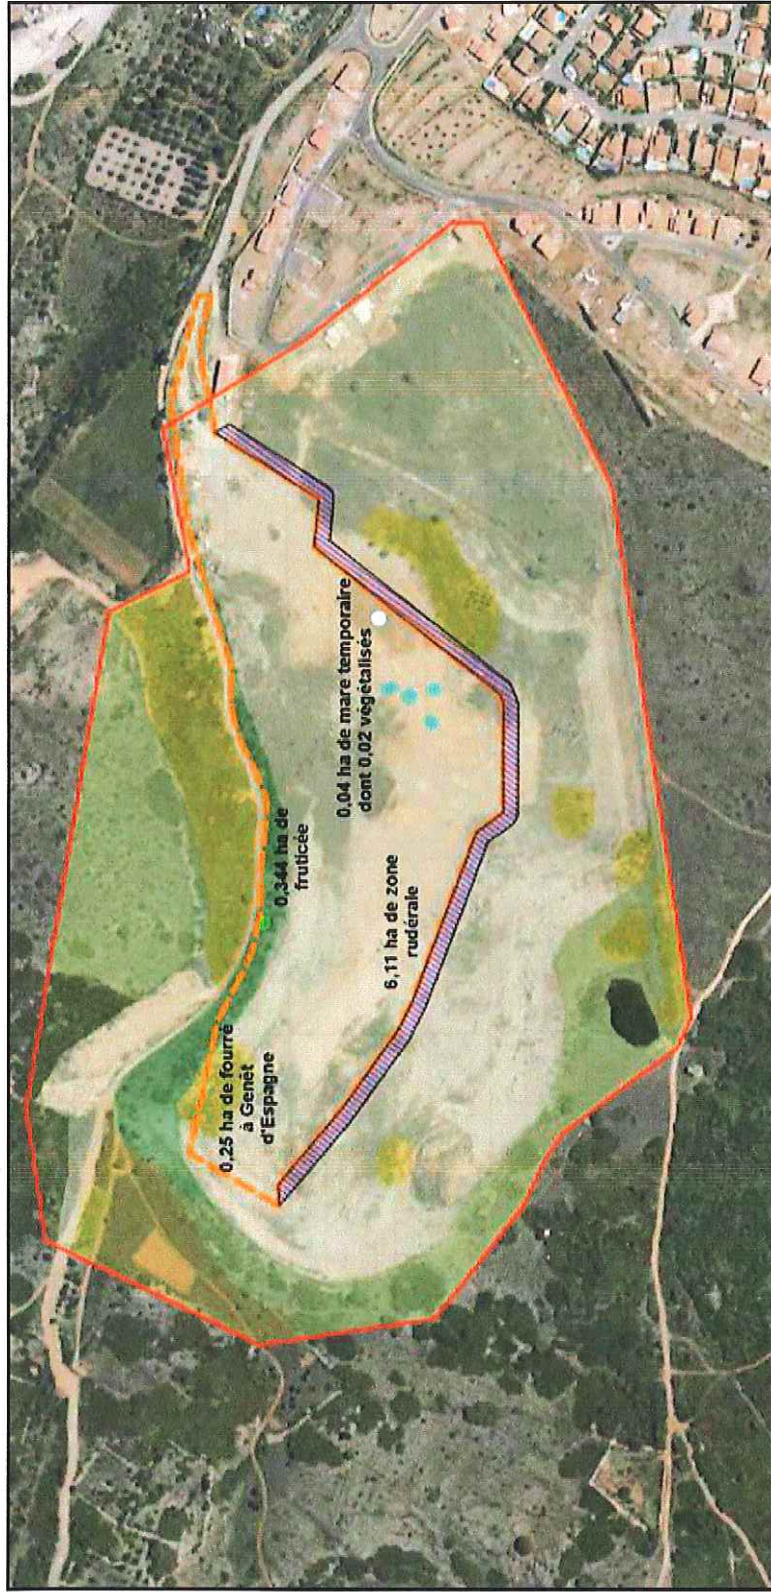 0,25 ha de fourré
à Genêt
d'Espagne
0,344 ha de
fruticée
6,11 ha de zone
rudérale
0,04 ha de mare temporaire
dont 0,02 végétalisés